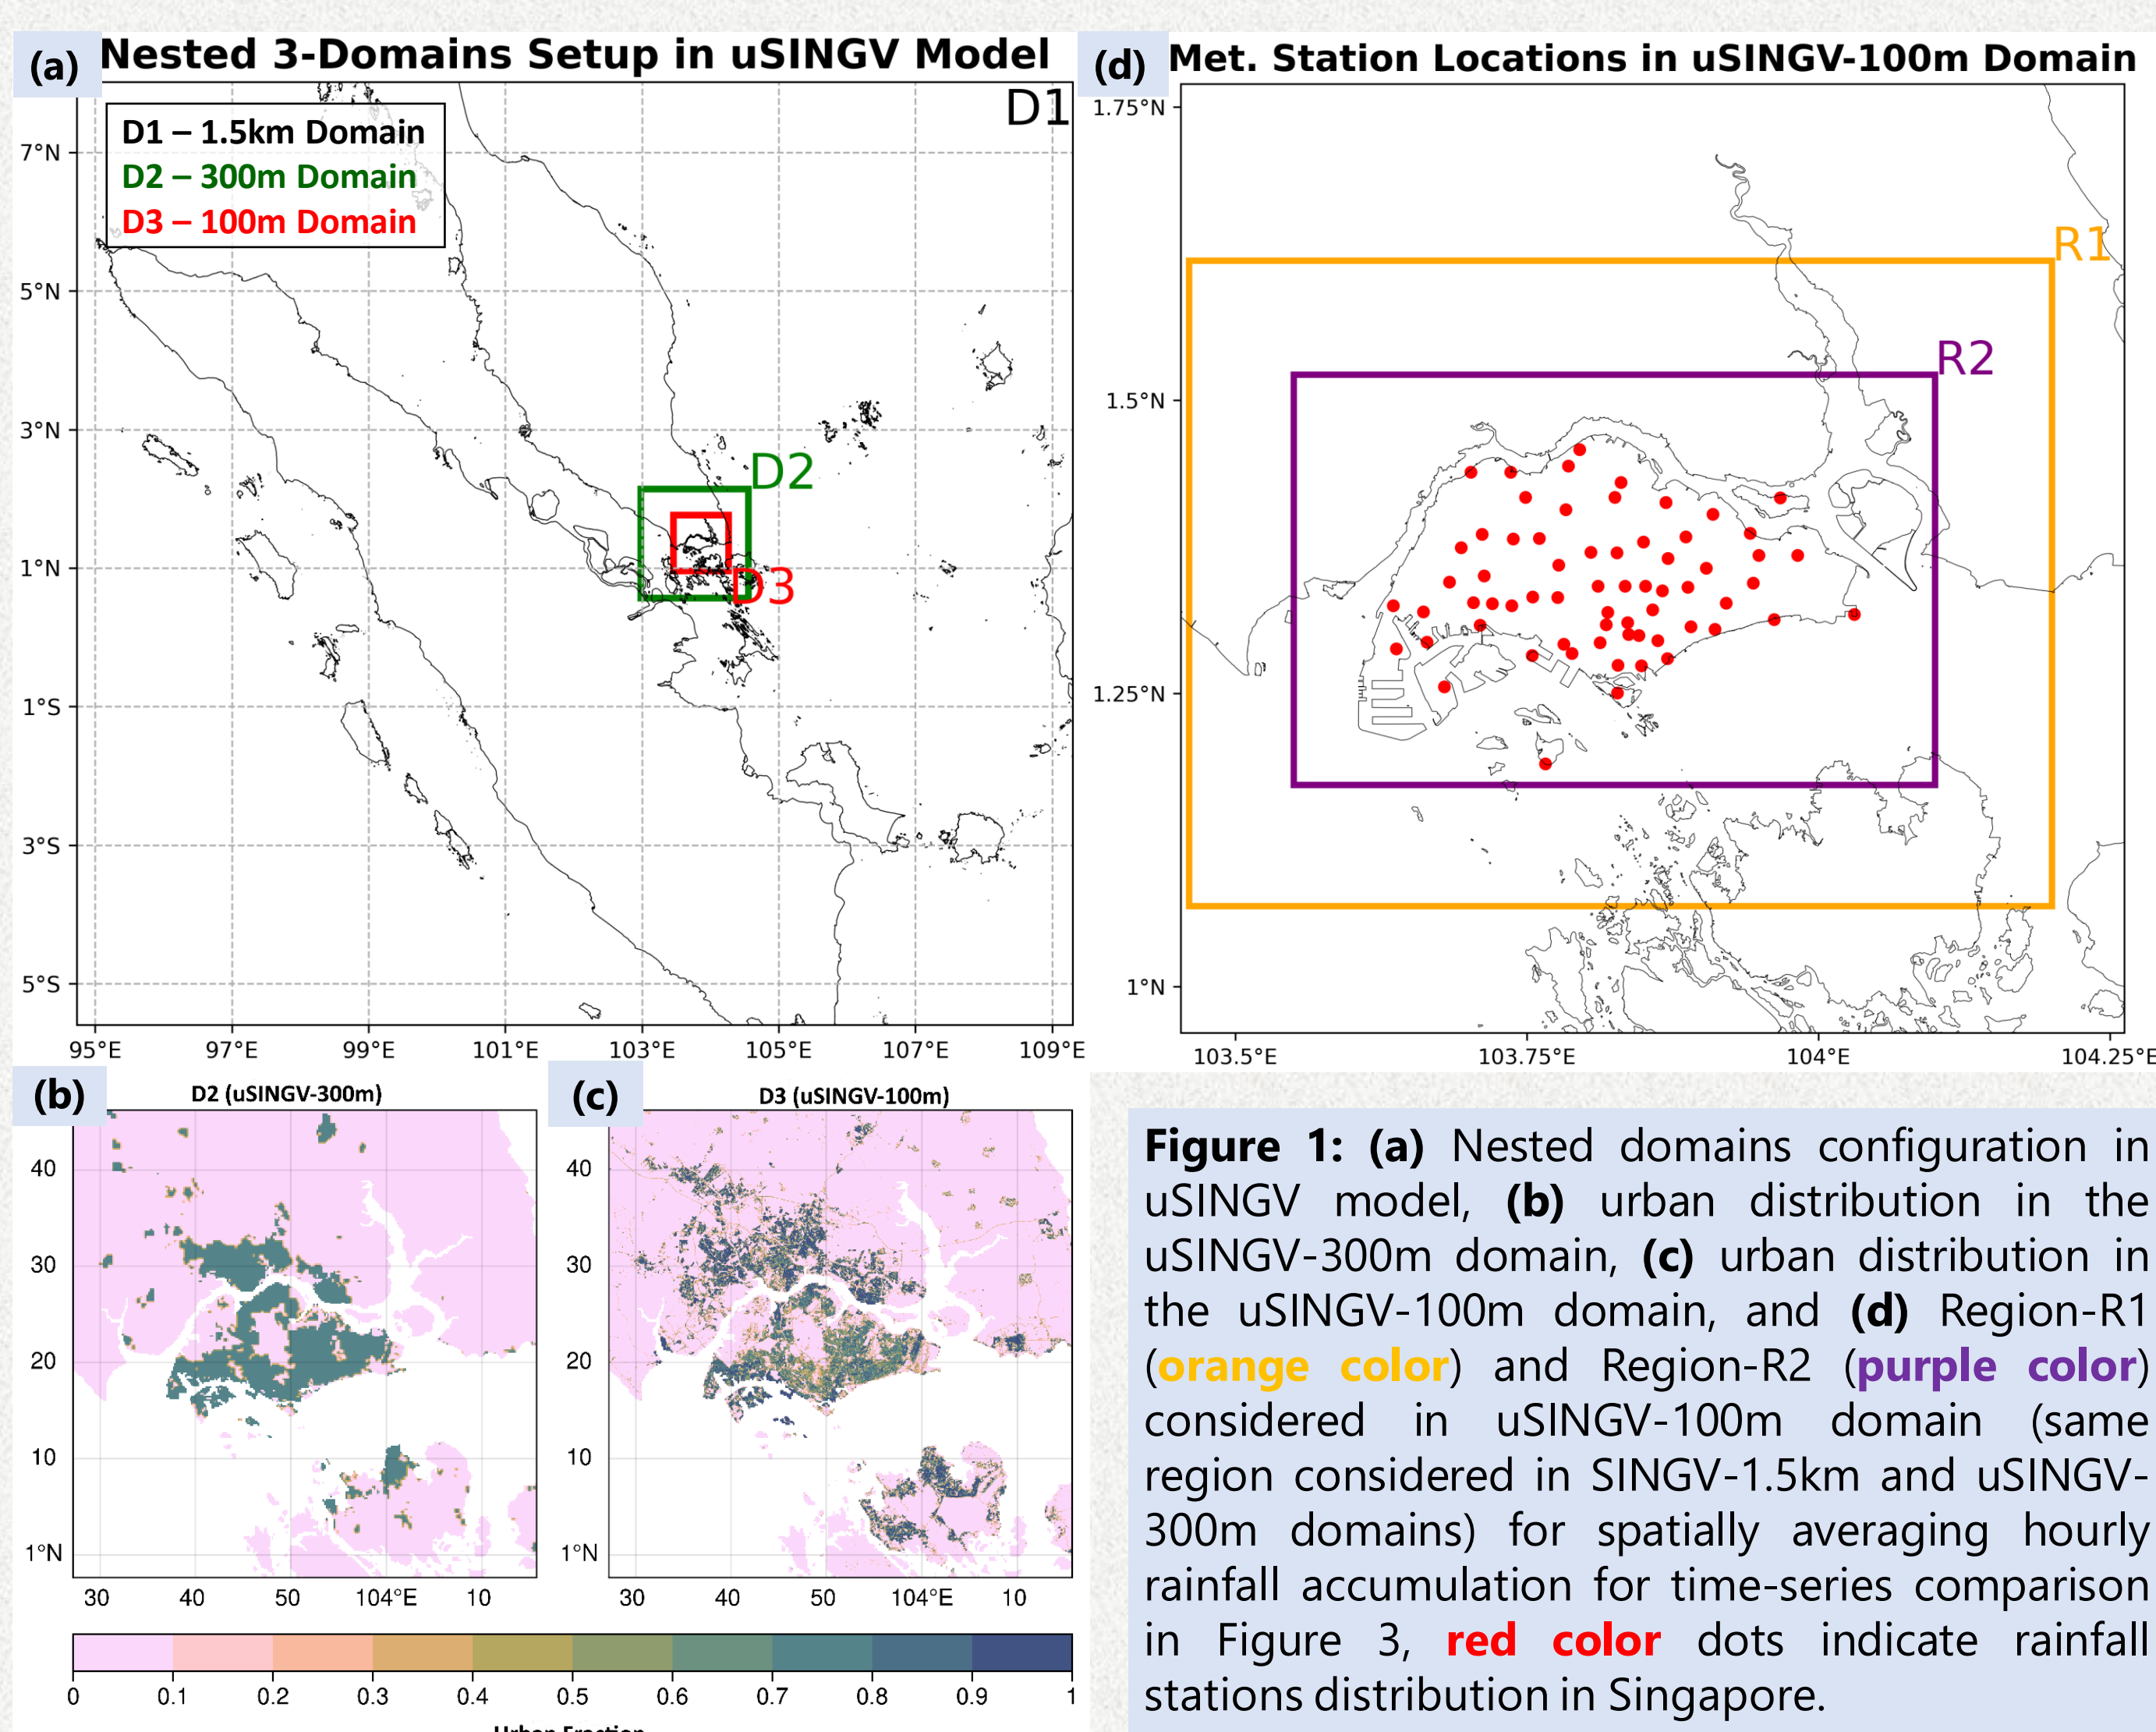 (a)
Nested 3-Domains Setup in uSINGV Model
D1
D1 – 1.5km Domain
D2 – 300m Domain
D3 – 100m Domain
7°N
5°N
3°N
1°N
1°S
3°S
5°S
D2
D3
95°E 97°E 99°E 101°E 103°E 105°E 107°E 109°E
(d)
Met. Station Locations in uSINGV-100m Domain
1.75°N
1.5°N
1.25°N
1°N
R1
R2
103.5°E 103.75°E 104°E 104.25°E
(b)
D2 (uSINGV-300m)
40
30
20
10
1°N
30 40 50 104°E 10
(c)
D3 (uSINGV-100m)
40
30
20
10
1°N
30 40 50 104°E 10
0 0.1 0.2 0.3 0.4 0.5 0.6 0.7 0.8 0.9 1
Urban Fraction
Figure 1: (a) Nested domains configuration in
uSINGV model, (b) urban distribution in the
uSINGV-300m domain, (c) urban distribution in
the uSINGV-100m domain, and (d) Region-R1
(orange color) and Region-R2 (purple color)
considered in uSINGV-100m domain (same
region considered in SINGV-1.5km and uSINGV-
300m domains) for spatially averaging hourly
rainfall accumulation for time-series comparison
in Figure 3, red color dots indicate rainfall
stations distribution in Singapore.